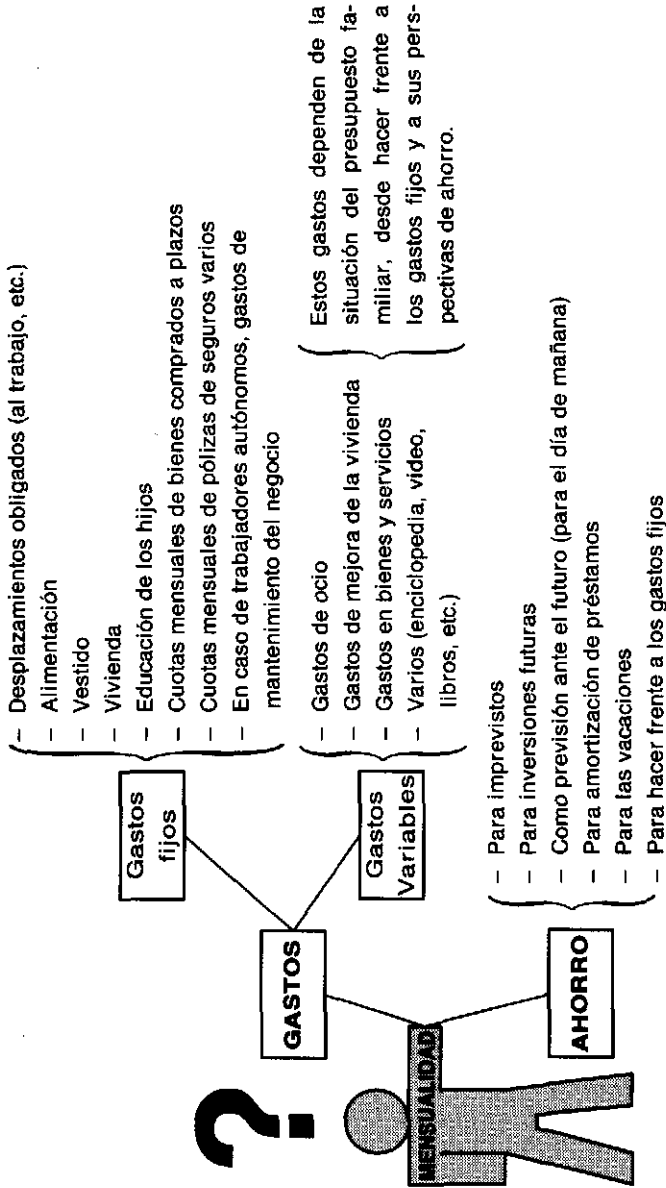 ?
MENSUALIDAD
GASTOS
Gastos
fijos
– Desplazamientos obligados (al trabajo, etc.)
– Alimentación
– Vestido
– Vivienda
– Educación de los hijos
– Cuotas mensuales de bienes comprados a plazos
– Cuotas mensuales de pólizas de seguros varios
– En caso de trabajadores autónomos, gastos de
mantenimiento del negocio
Gastos
Variables
– Gastos de ocio
– Gastos de mejora de la vivienda
– Gastos en bienes y servicios
– Varios (enciclopedia, video,
libros, etc.)
Estos gastos dependen de la
situación del presupuesto fa-
miliar, desde hacer frente a
los gastos fijos y a sus pers-
pectivas de ahorro.
AHORRO
– Para imprevistos
– Para inversiones futuras
– Como previsión ante el futuro (para el día de mañana)
– Para amortización de préstamos
– Para las vacaciones
– Para hacer frente a los gastos fijos